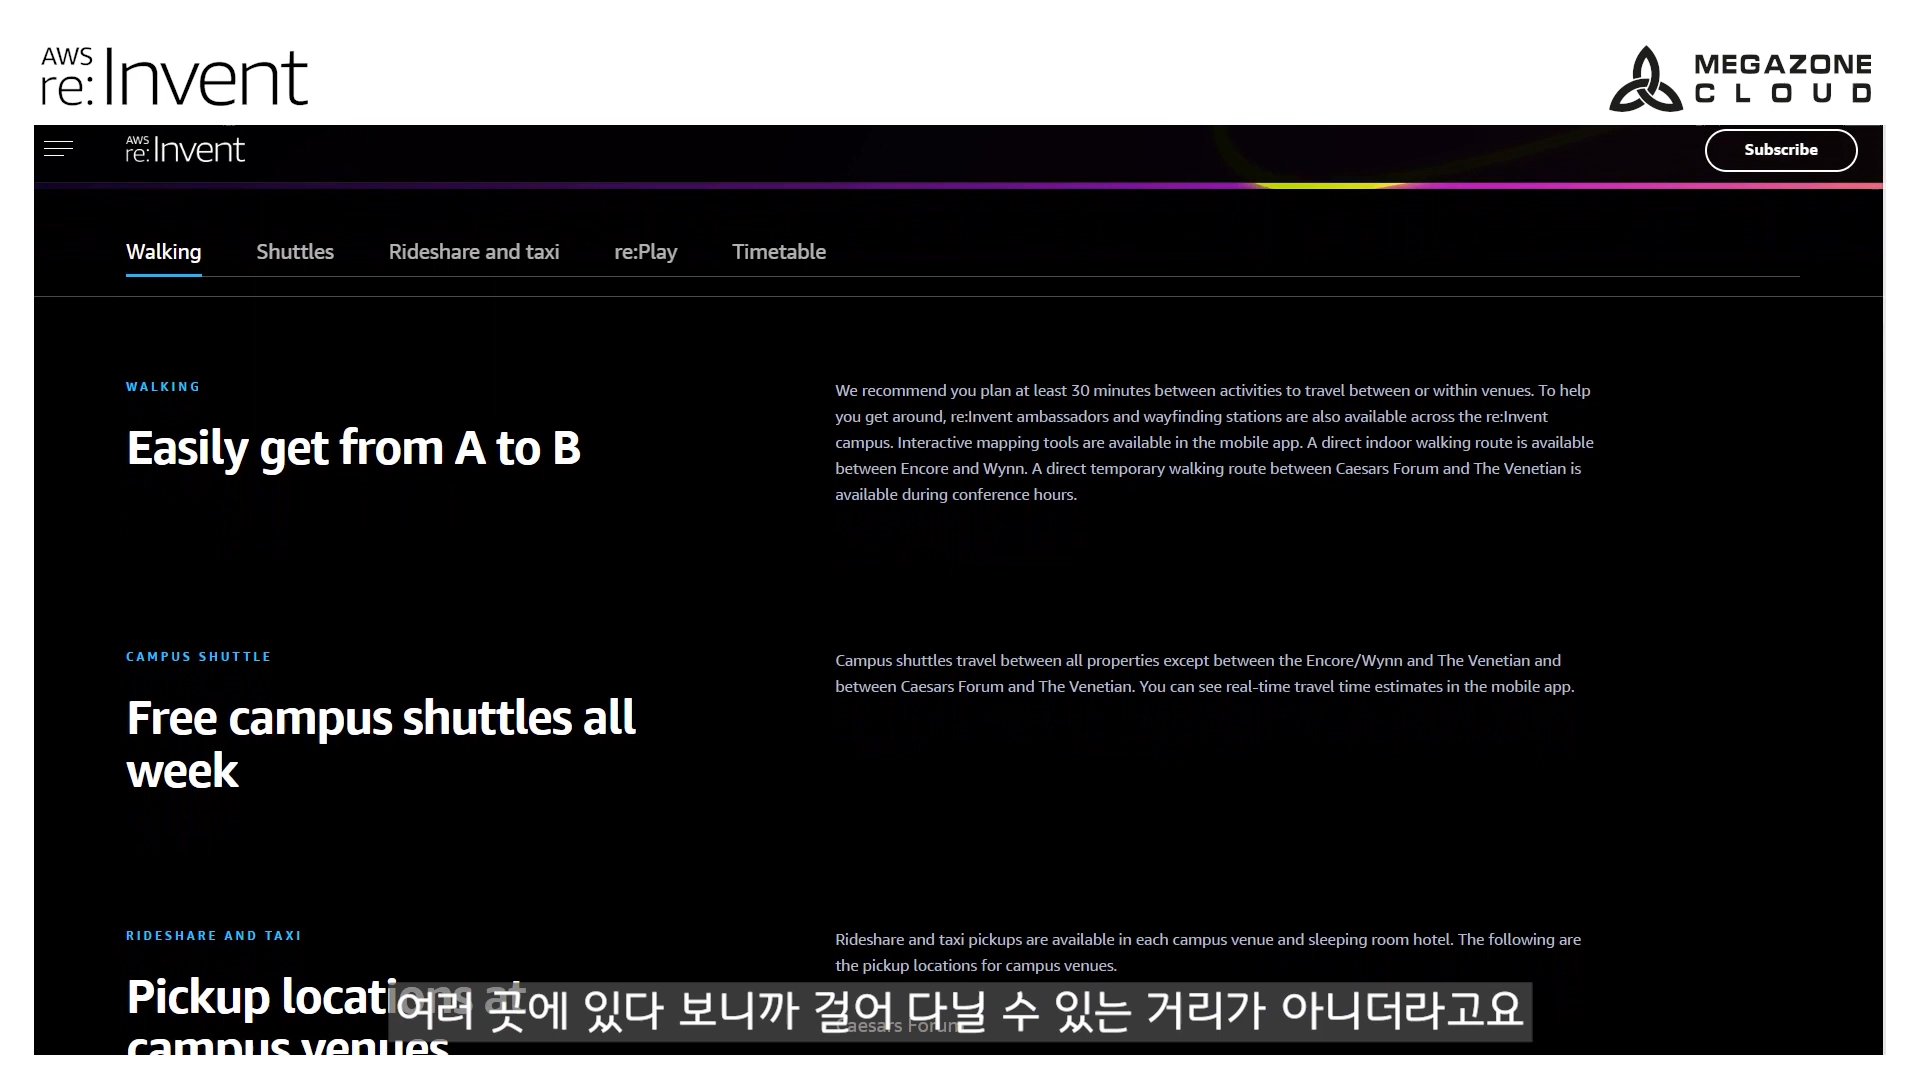 AWS
re:Invent
MEGAZONE
CLOUD
AWS
re:Invent
Subscribe
Walking
Shuttles
Rideshare and taxi
re:Play
Timetable
WALKING
Easily get from A to B
We recommend you plan at least 30 minutes between activities to travel between or within venues. To help
you get around, re:Invent ambassadors and wayfinding stations are also available across the re:Invent
campus. Interactive mapping tools are available in the mobile app. A direct indoor walking route is available
between Encore and Wynn. A direct temporary walking route between Caesars Forum and The Venetian is
available during conference hours.
CAMPUS SHUTTLE
Free campus shuttles all
week
Campus shuttles travel between all properties except between the Encore/Wynn and The Venetian and
between Caesars Forum and The Venetian. You can see real-time travel time estimates in the mobile app.
RIDESHARE AND TAXI
Pickup locations at
campus venues
Rideshare and taxi pickups are available in each campus venue and sleeping room hotel. The following are
the pickup locations for campus venues.
Caesars Forum
여러 곳에 있다 보니까 걸어 다닐 수 있는 거리가 아니더라고요